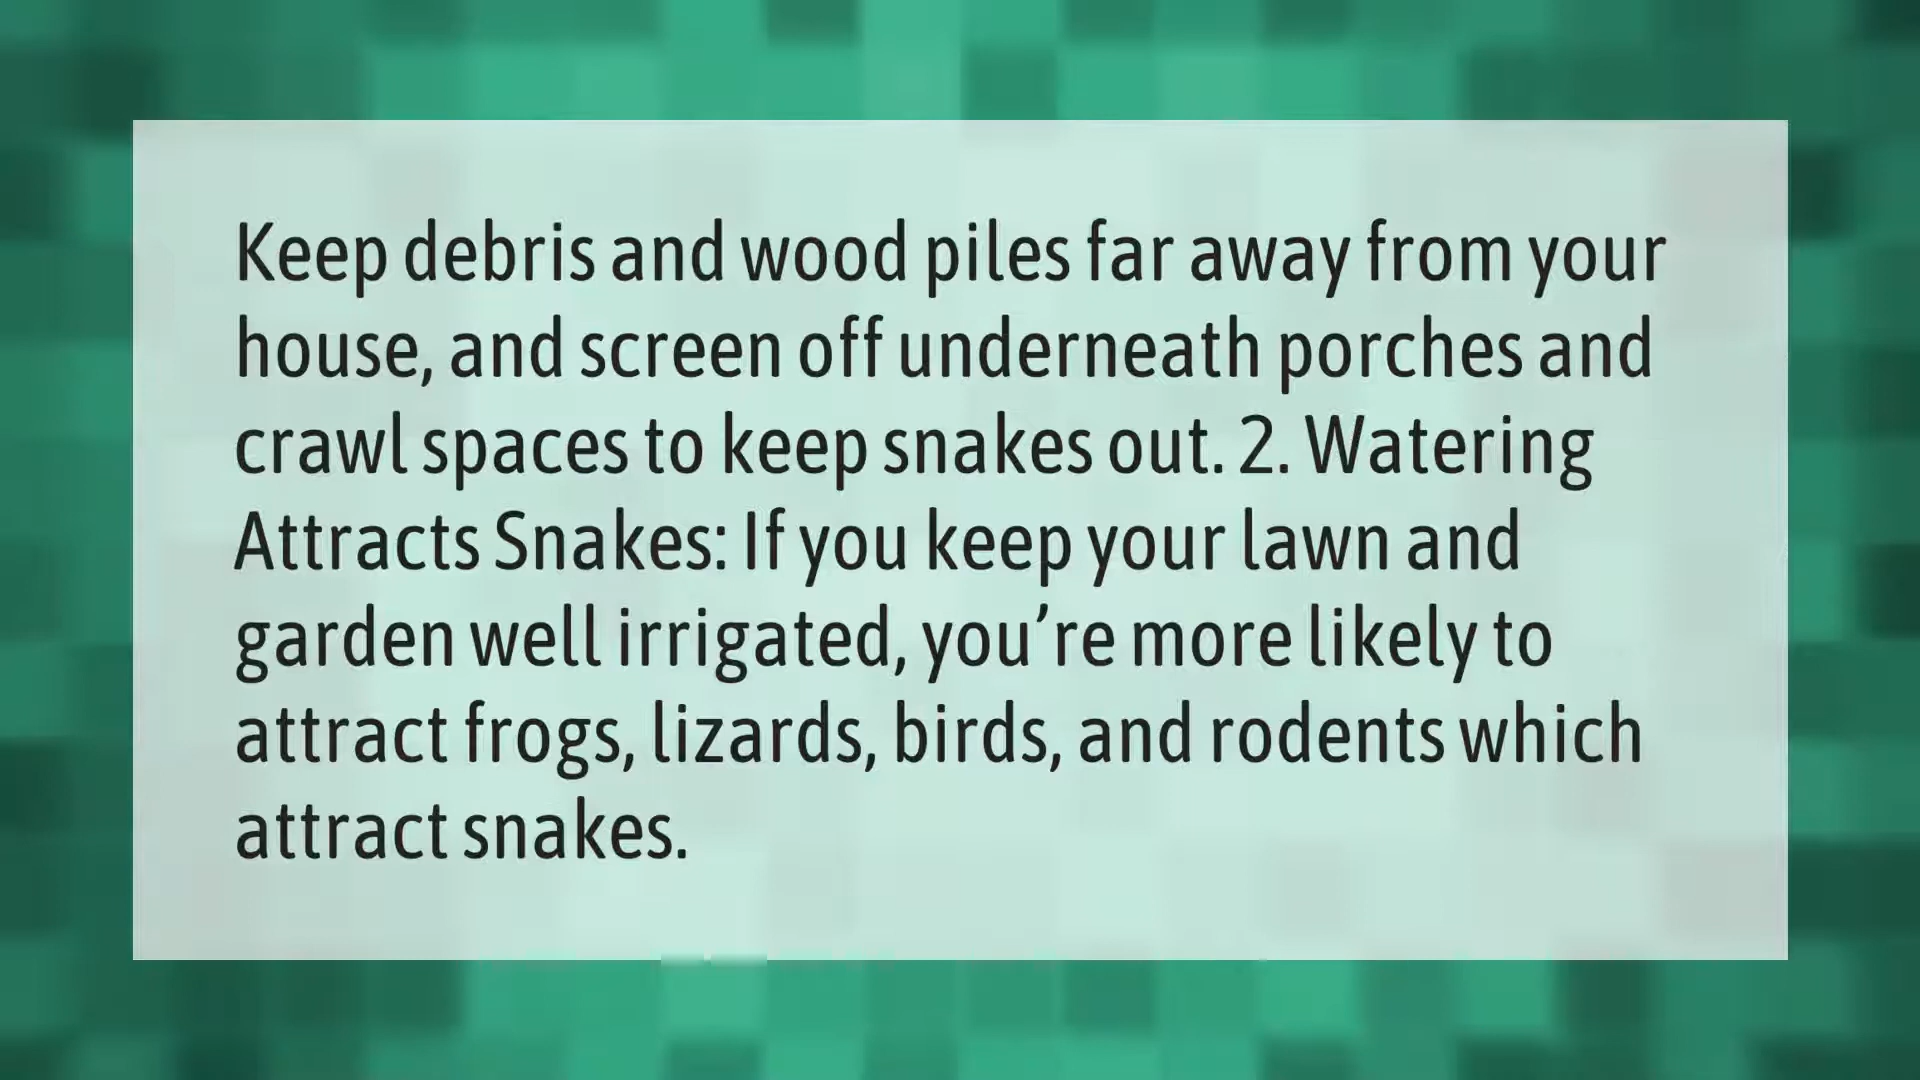 Keep debris and wood piles far away from your
house, and screen off underneath porches and
crawl spaces to keep snakes out. 2. Watering
Attracts Snakes: If you keep your lawn and
garden well irrigated, you’re more likely to
attract frogs, lizards, birds, and rodents which
attract snakes.